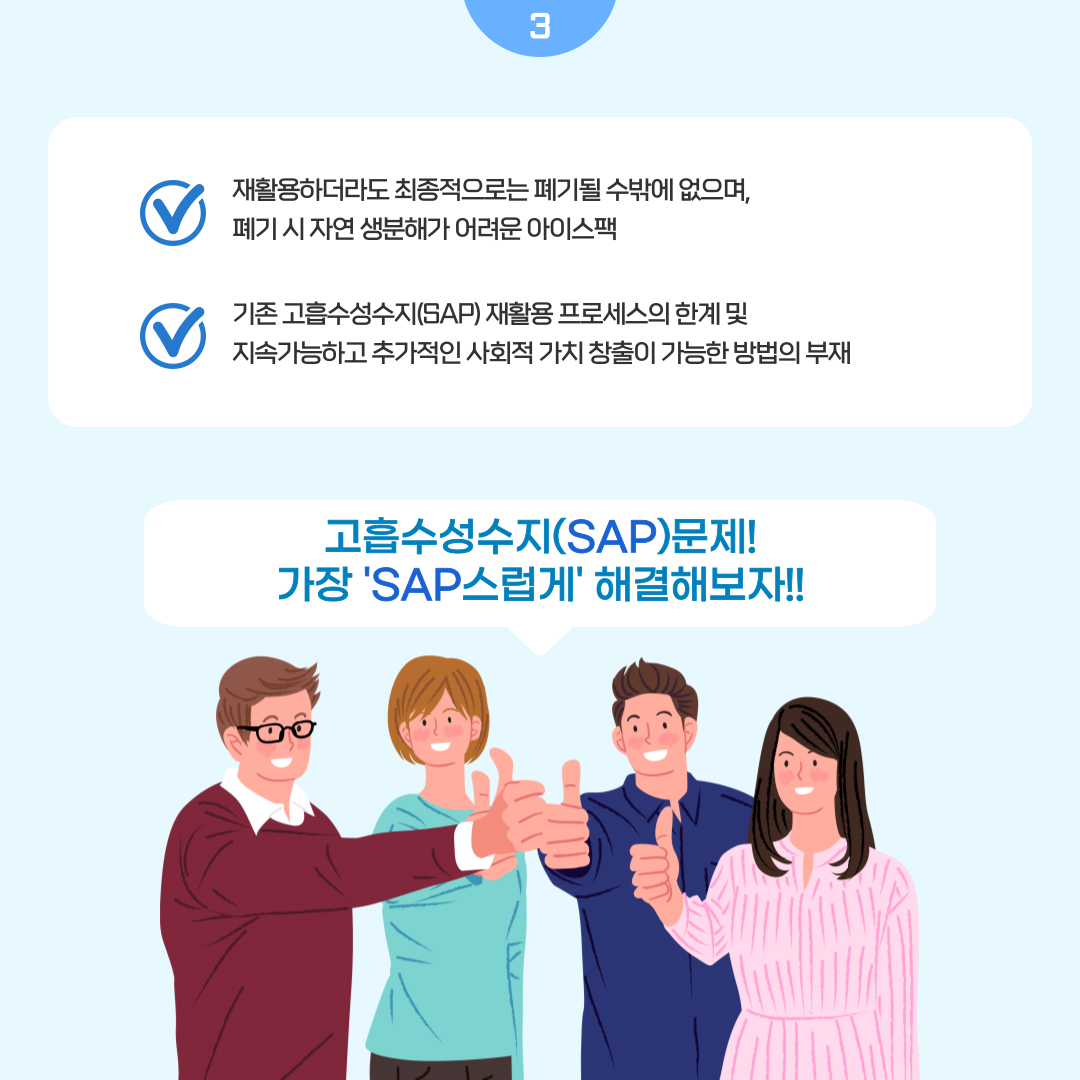 3
재활용하더라도 최종적으로는 폐기될 수밖에 없으며,
폐기 시 자연 생분해가 어려운 아이스팩
기존 고흡수성수지(SAP) 재활용 프로세스의 한계 및
지속가능하고 추가적인 사회적 가치 창출이 가능한 방법의 부재
고흡수성수지(SAP)문제!
가장 'SAP스럽게' 해결해보자!!